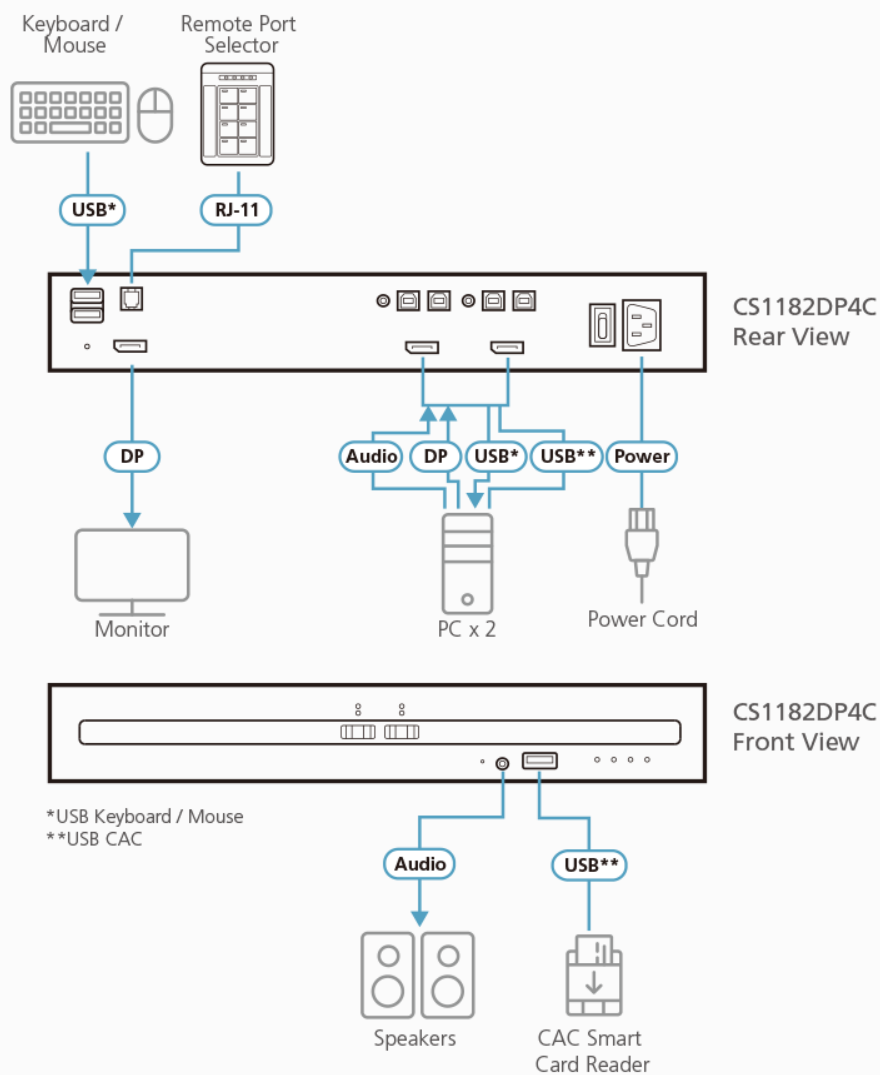 Keyboard /
Mouse
Remote Port
Selector
USB*
RJ-11
CS1182DP4C
Rear View
DP
Audio
DP
USB*
USB**
Power
Monitor
PC x 2
Power Cord
CS1182DP4C
Front View
*USB Keyboard / Mouse
**USB CAC
Audio
USB**
Speakers
CAC Smart
Card Reader